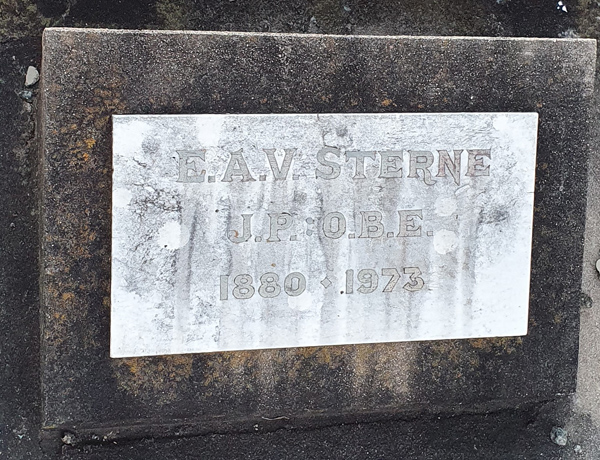 E.A.V. STERNE
J.P. O.B.E.
1880 · 1973